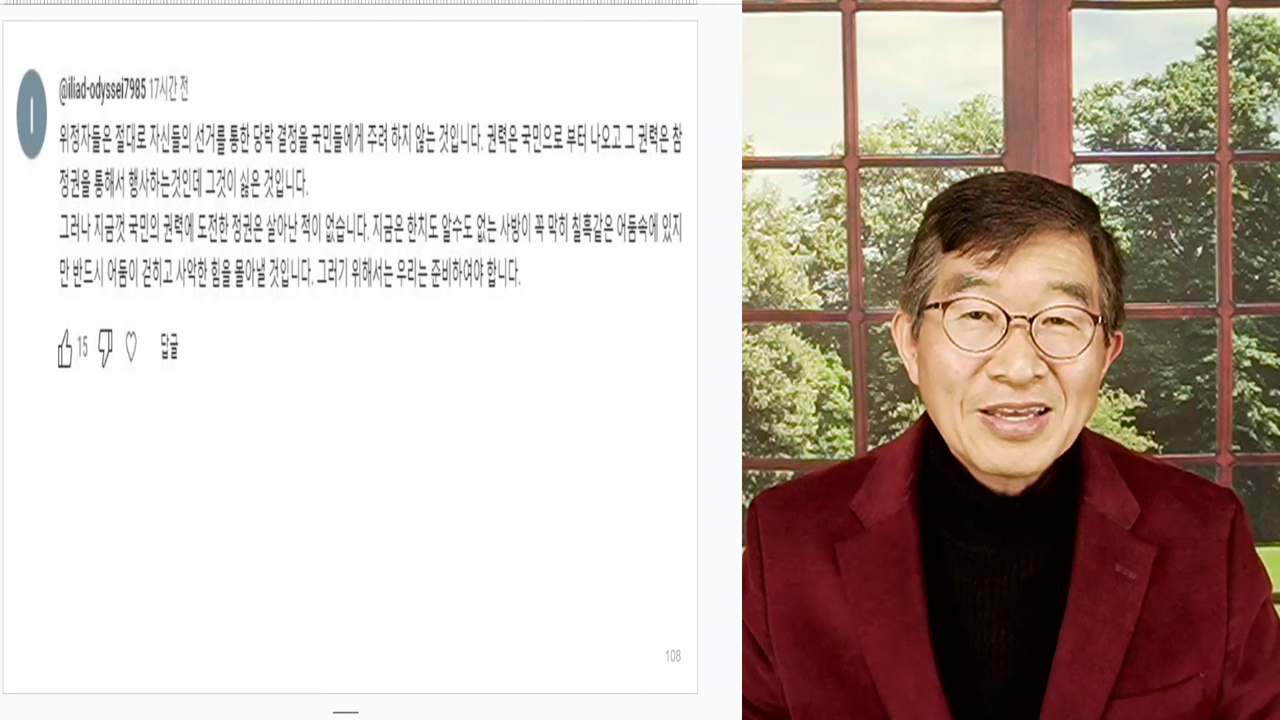 @iliad-odyssei7985 17시간 전
위정자들은 절대로 자신들의 선거를 통한 당락 결정을 국민들에게 주려 하지 않는 것입니다. 권력은 국민으로 부터 나오고 그 권력은 참
정권을 통해서 행사하는것인데 그것이 싫은 것입니다.
그러나 지금껏 국민의 권력에 도전한 정권은 살아난 적이 없습니다. 지금은 한치도 알수도 없는 사방이 꼭 막히 칠흑같은 어둠속에 있지
만 반드시 어둠이 걷히고 사악한 힘을 몰아낼 것입니다. 그러기 위해서는 우리는 준비하여야 합니다.
15 답글
108